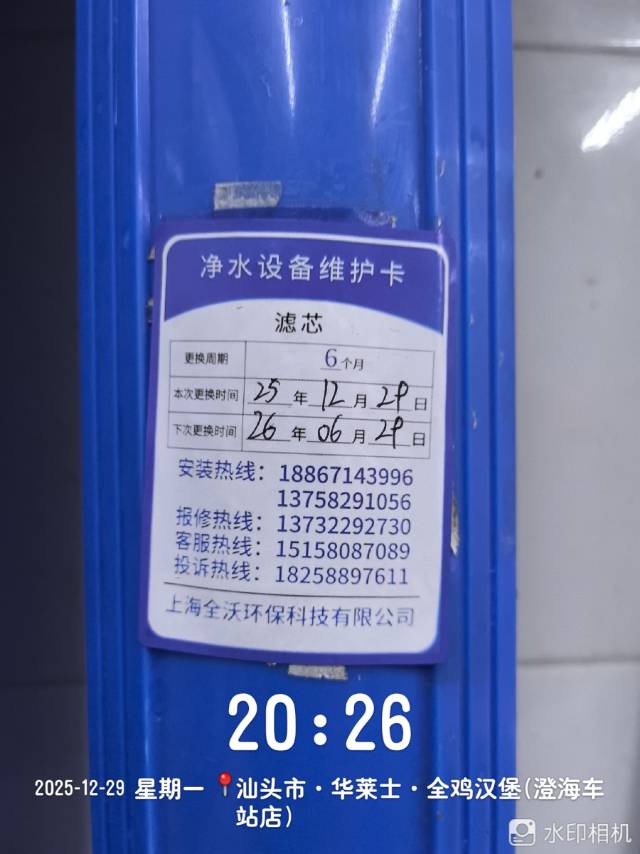 净水设备维护卡
滤芯
更换周期 6个月
本次更换时间 25年12月29日
下次更换时间 26年06月29日
安装热线：18867143996
13758291056
报修热线：13732292730
客服热线：15158087089
投诉热线：18258897611
上海全沃环保科技有限公司
20:26
2025-12-29 星期一 汕头市·华莱士·全鸡汉堡(澄海车
站店)
水印相机